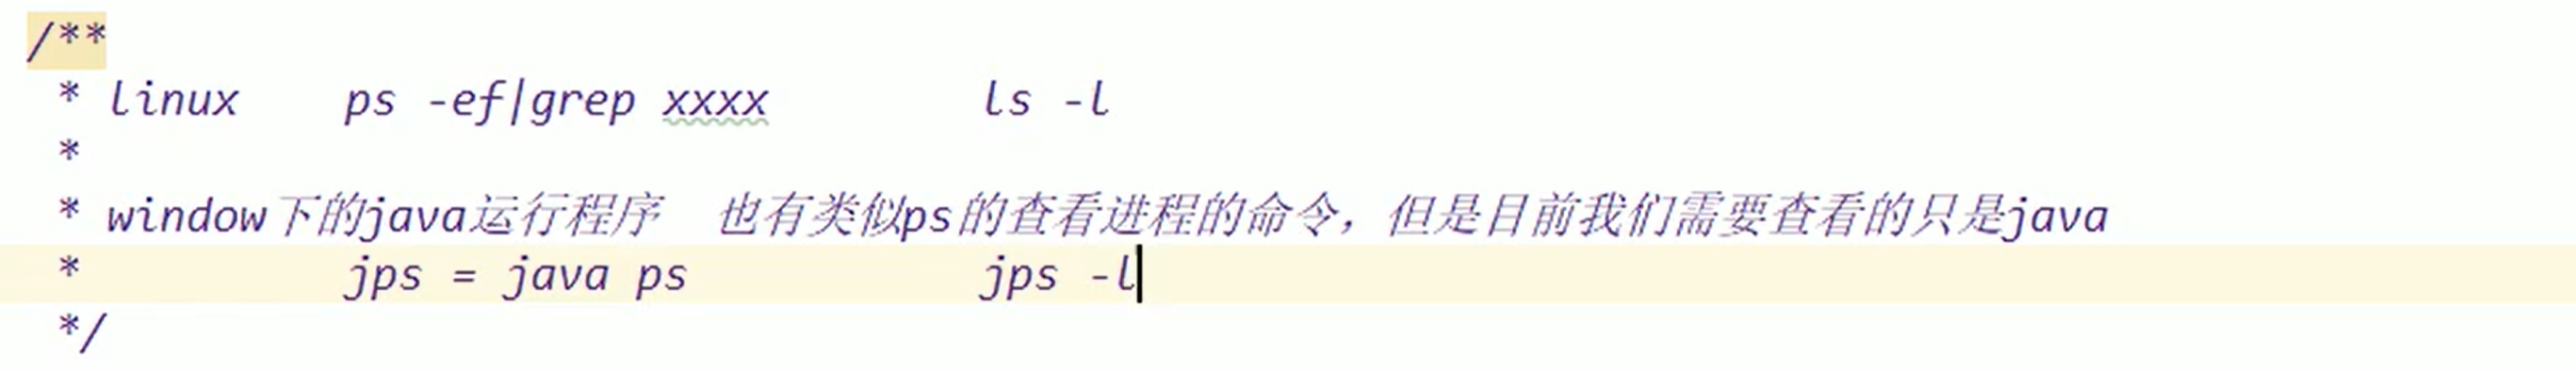 /**
 * linux    ps -ef|grep xxxx        ls -l
 *
 * window下的java运行程序  也有类似ps的查看进程的命令，但是目前我们需要查看的只是java
 *          jps = java ps           jps -l
 */